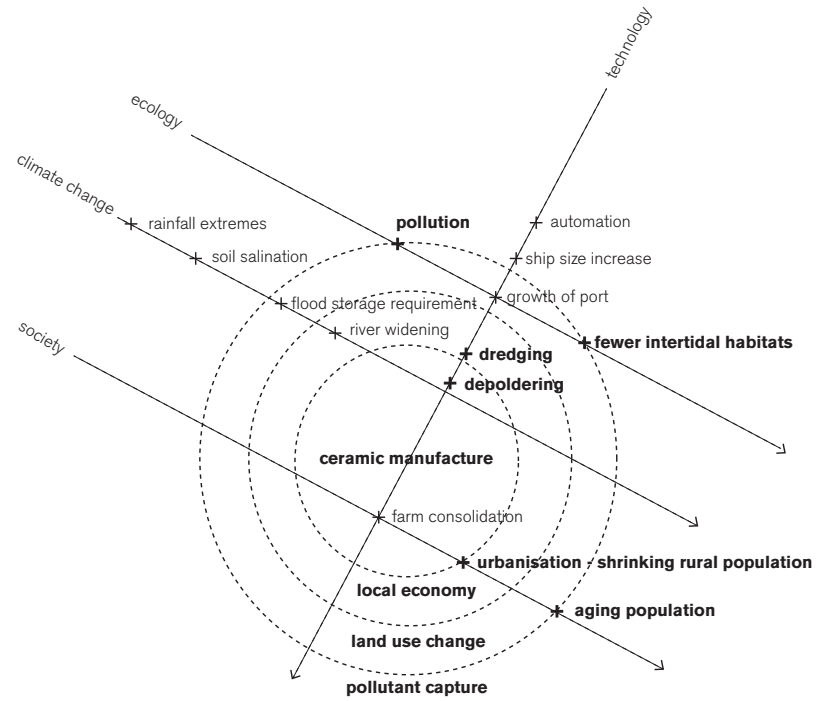 technology
ecology
climate change
rainfall extremes
pollution
automation
soil salination
ship size increase
flood storage requirement
growth of port
society
river widening
fewer intertidal habitats
dredging
depoldering
ceramic manufacture
farm consolidation
urbanisation - shrinking rural population
local economy
aging population
land use change
pollutant capture